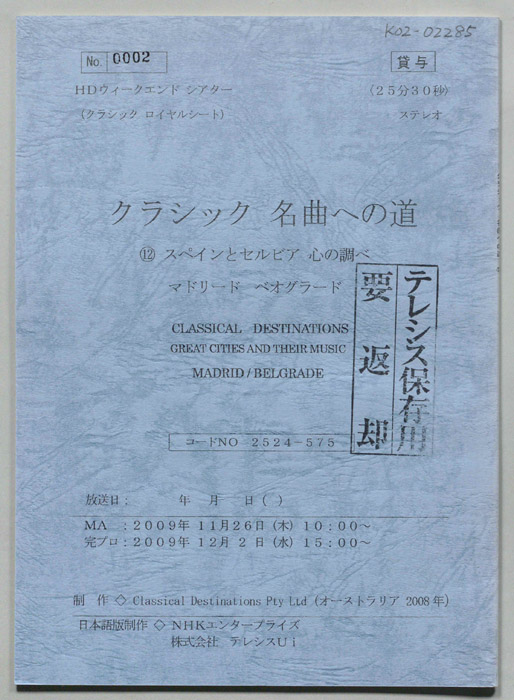 K02-02285
No. 0002
貸与
HDウィークエンド シアター
(クラシック ロイヤルシート)
(25分30秒)
ステレオ
クラシック 名曲への道
⑫ スペインとセルビア 心の調べ
マドリード ベオグラード
CLASSICAL DESTINATIONS
GREAT CITIES AND THEIR MUSIC
MADRID/BELGRADE
テレシス保存用
要返却
コードNO 2524-575
放送日: 年 月 日( )
MA :2009年 11月26日(木) 10:00~
完プロ:2009年 12月 2日(水) 15:00~
制 作 ◇ Classical Destinations Pty Ltd (オーストラリア 2008年)
日本語版制作 ◇ NHKエンタープライズ
株式会社 テレシスUi